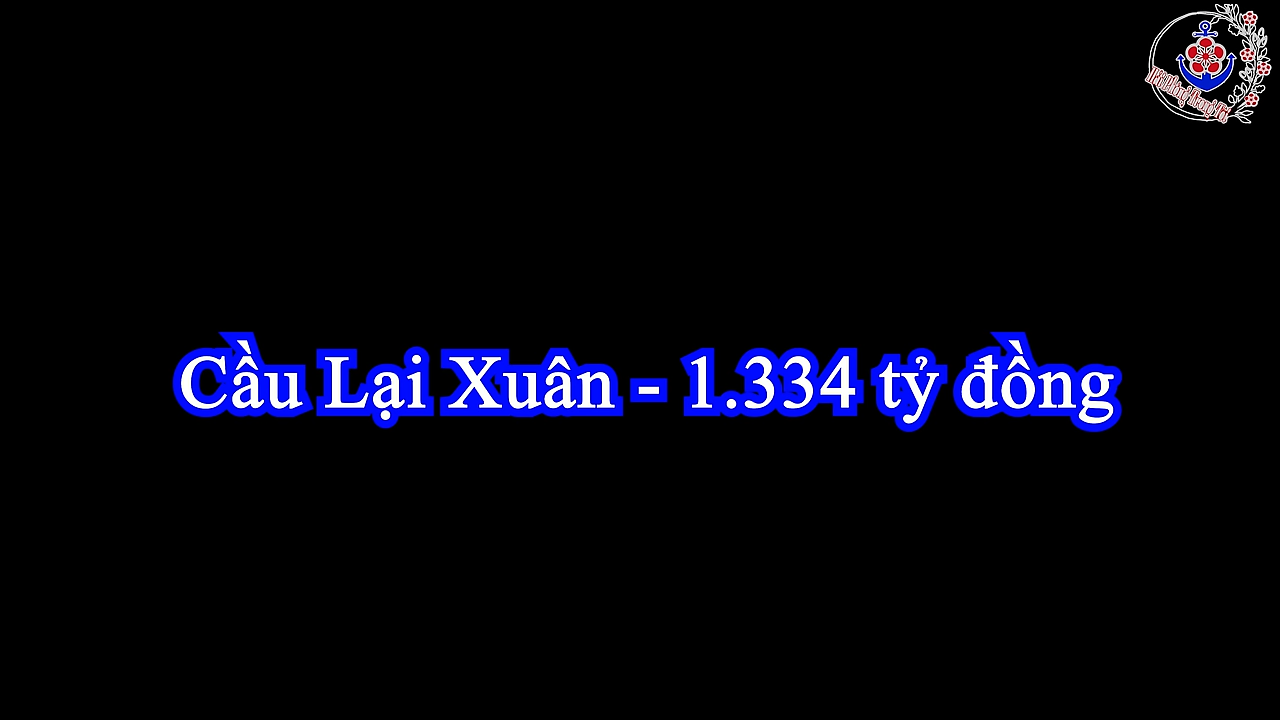 Cầu Lại Xuân - 1.334 tỷ đồng